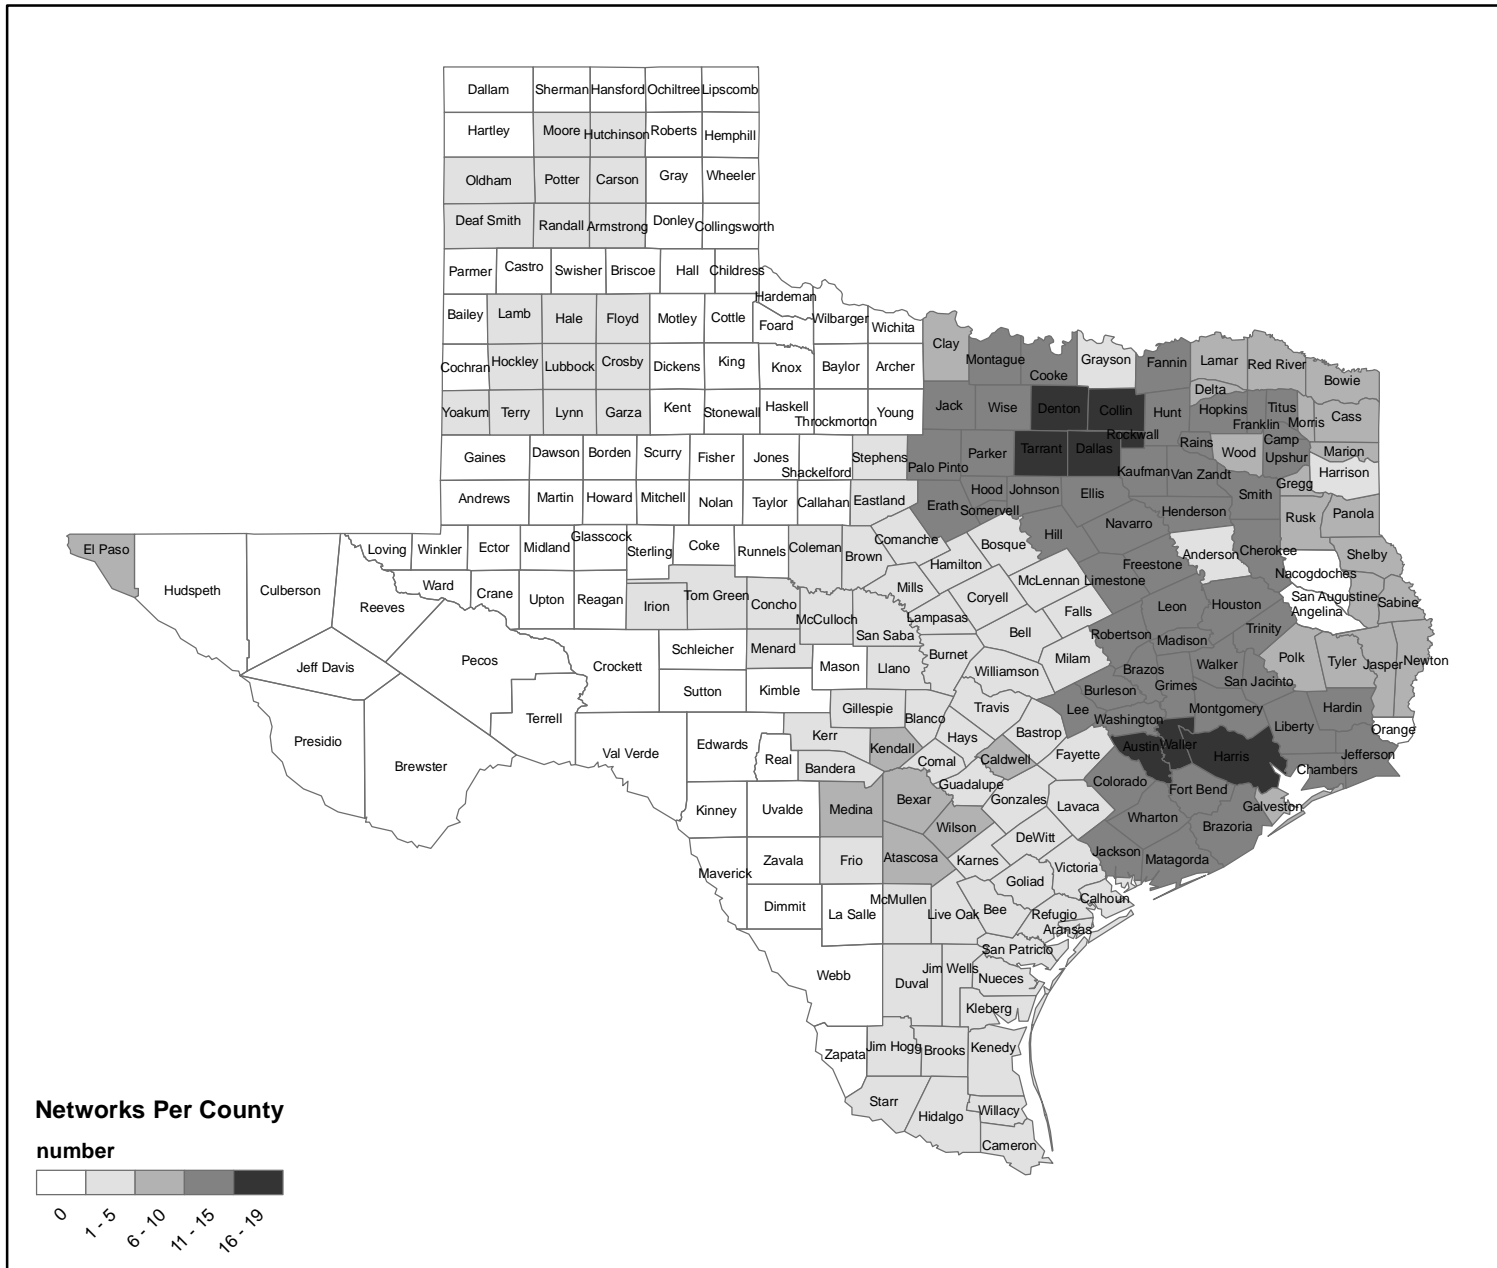 Dallam Sherman Hansford Ochiltree Lipscomb
Hartley Moore Hutchinson Roberts Hemphill
Oldham Potter Carson Gray Wheeler
Deaf Smith Randall Armstrong Donley Collingsworth
Parmer Castro Swisher Briscoe Hall Childress
Hardeman
Bailey Lamb Hale Floyd Motley Cottle Foard Wilbarger Wichita
Clay Montague Cooke Grayson Fannin Lamar Red River Bowie
Cochran Hockley Lubbock Crosby Dickens King Knox Baylor Archer
Delta
Yoakum Terry Lynn Garza Kent Stonewall Haskell Throckmorton Young
Jack Wise Denton Collin Hunt Hopkins Franklin Titus Morris Cass
Rockwall Rains Wood Camp Upshur Marion
Gaines Dawson Borden Scurry Fisher Jones Shackelford Stephens
Palo Pinto Parker Tarrant Dallas Kaufman Van Zandt Smith Gregg Harrison
Andrews Martin Howard Mitchell Nolan Taylor Callahan Eastland
Erath Hood Somervell Johnson Ellis Henderson Rusk Panola
El Paso Hudspeth Culberson Loving Winkler Ector Midland Glasscock Sterling Coke Runnels Coleman Brown Comanche
Hamilton Bosque Hill Navarro Freestone Anderson Cherokee Shelby
Nacogdoches
San Augustine Sabine
Angelina
Reeves Ward Crane Upton Reagan Irion Tom Green Concho McCulloch San Saba Mills Lampasas Coryell McLennan Limestone Falls
Leon Houston Trinity
Jeff Davis Pecos Crockett Schleicher Menard Mason Llano Burnet Bell Williamson Milam Robertson Madison
Brazos Grimes Walker San Jacinto Polk Tyler Jasper Newton
Presidio Brewster Terrell Val Verde Sutton Kimble Gillespie Blanco Travis Burleson Lee Washington Montgomery Liberty Hardin Orange
Edwards Real Kerr Bandera Kendall Hays Comal Caldwell Bastrop Fayette Austin Waller Harris Chambers Jefferson
Kinney Uvalde Medina Bexar Guadalupe Gonzales Lavaca Colorado Fort Bend Galveston
Wilson Wharton Brazoria
Maverick Zavala Frio Atascosa Karnes DeWitt Victoria Jackson Matagorda
Dimmit La Salle McMullen Live Oak Bee Goliad Refugio Calhoun
Aransas
San Patricio
Webb Duval Jim Wells Nueces
Kleberg
Zapata Jim Hogg Brooks Kenedy
Starr Hidalgo Willacy
Cameron
Networks Per County
number
0 1 - 5 6 - 10 11 - 15 16 - 19